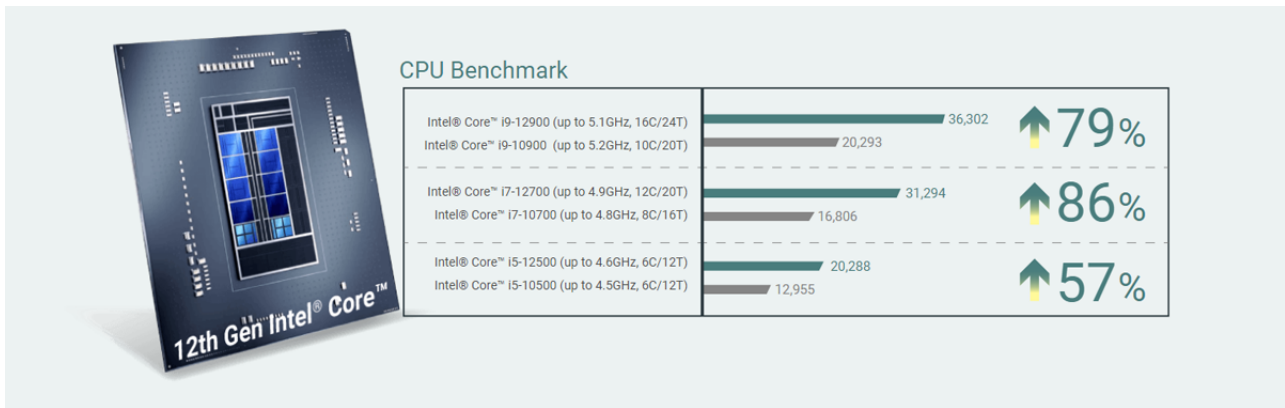 CPU Benchmark
Intel® Core™ i9-12900 (up to 5.1GHz, 16C/24T) 36,302
Intel® Core™ i9-10900 (up to 5.2GHz, 10C/20T) 20,293
79%
Intel® Core™ i7-12700 (up to 4.9GHz, 12C/20T) 31,294
Intel® Core™ i7-10700 (up to 4.8GHz, 8C/16T) 16,806
86%
Intel® Core™ i5-12500 (up to 4.6GHz, 6C/12T) 20,288
Intel® Core™ i5-10500 (up to 4.5GHz, 6C/12T) 12,955
57%
12th Gen Intel® Core™